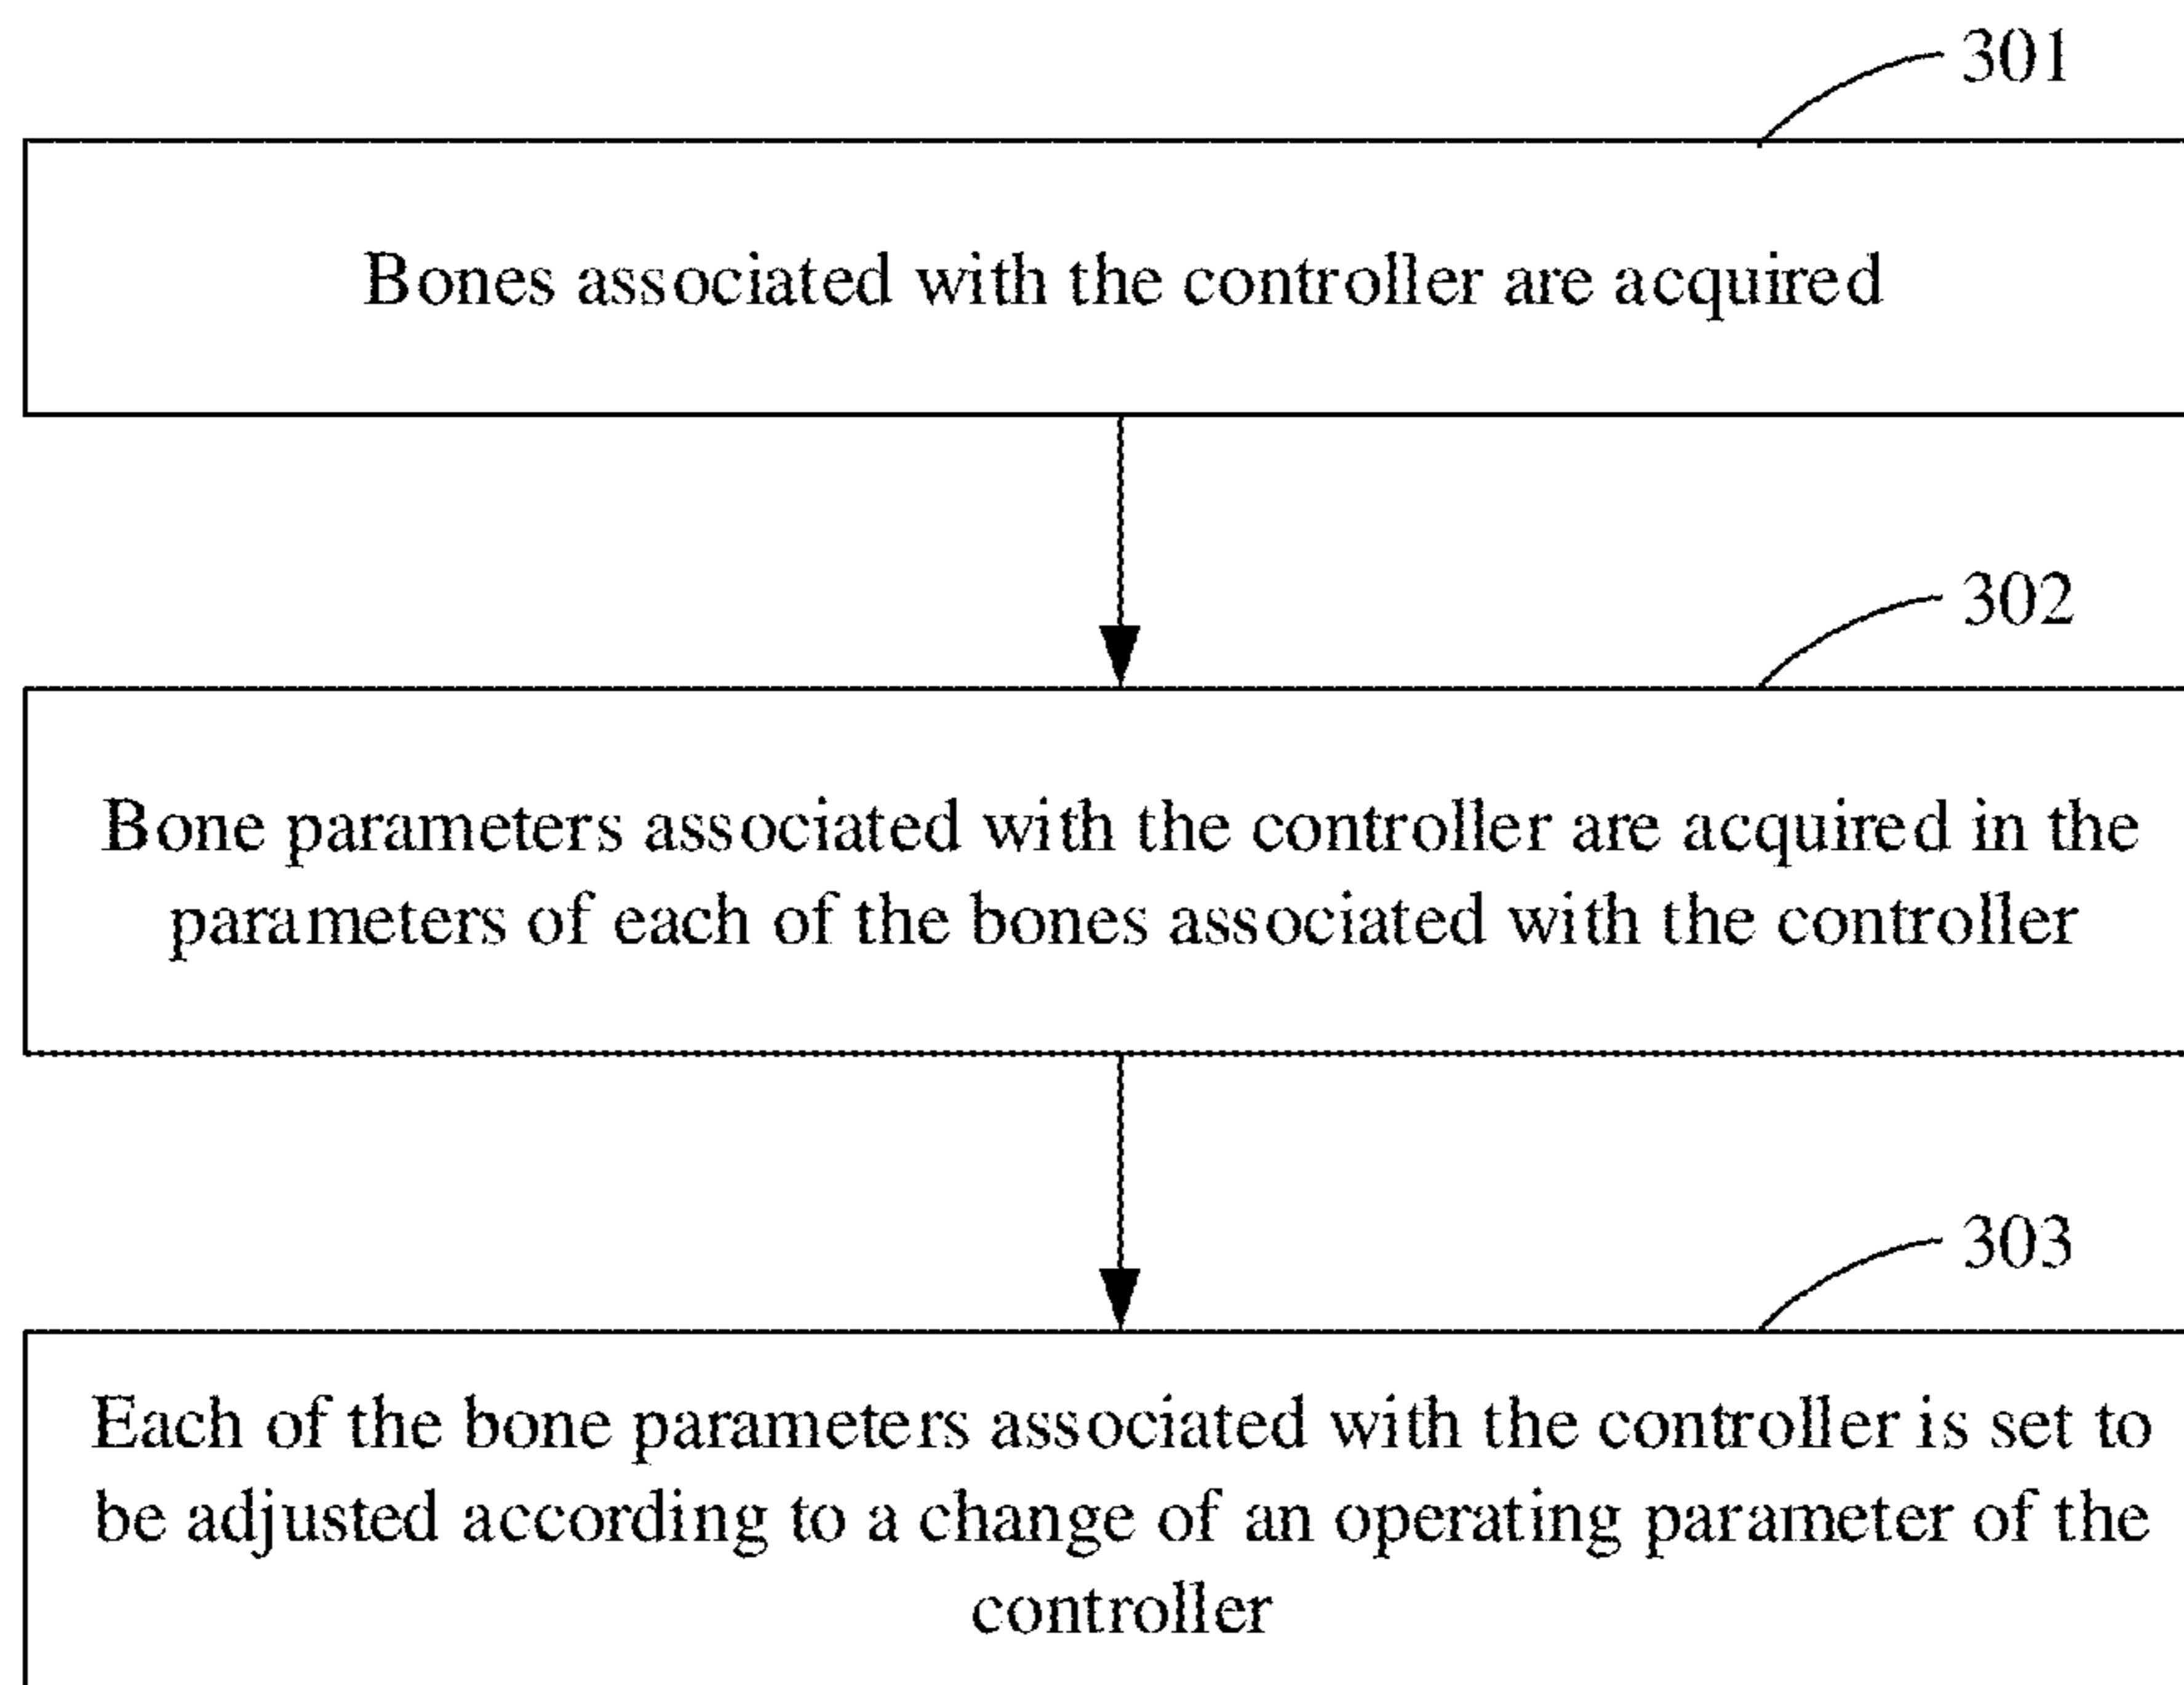 301
Bones associated with the controller are acquired
302
Bone parameters associated with the controller are acquired in the
parameters of each of the bones associated with the controller
303
Each of the bone parameters associated with the controller is set to
be adjusted according to a change of an operating parameter of the
controller